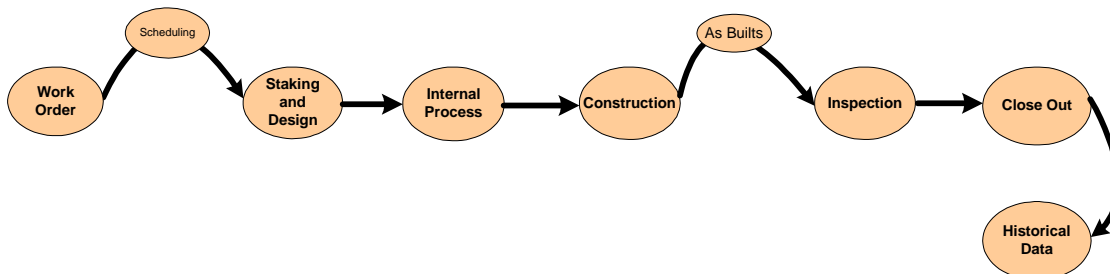 Scheduling
As Builts
Work
Order
Staking
and
Design
Internal
Process
Construction
Inspection
Close Out
Historical
Data